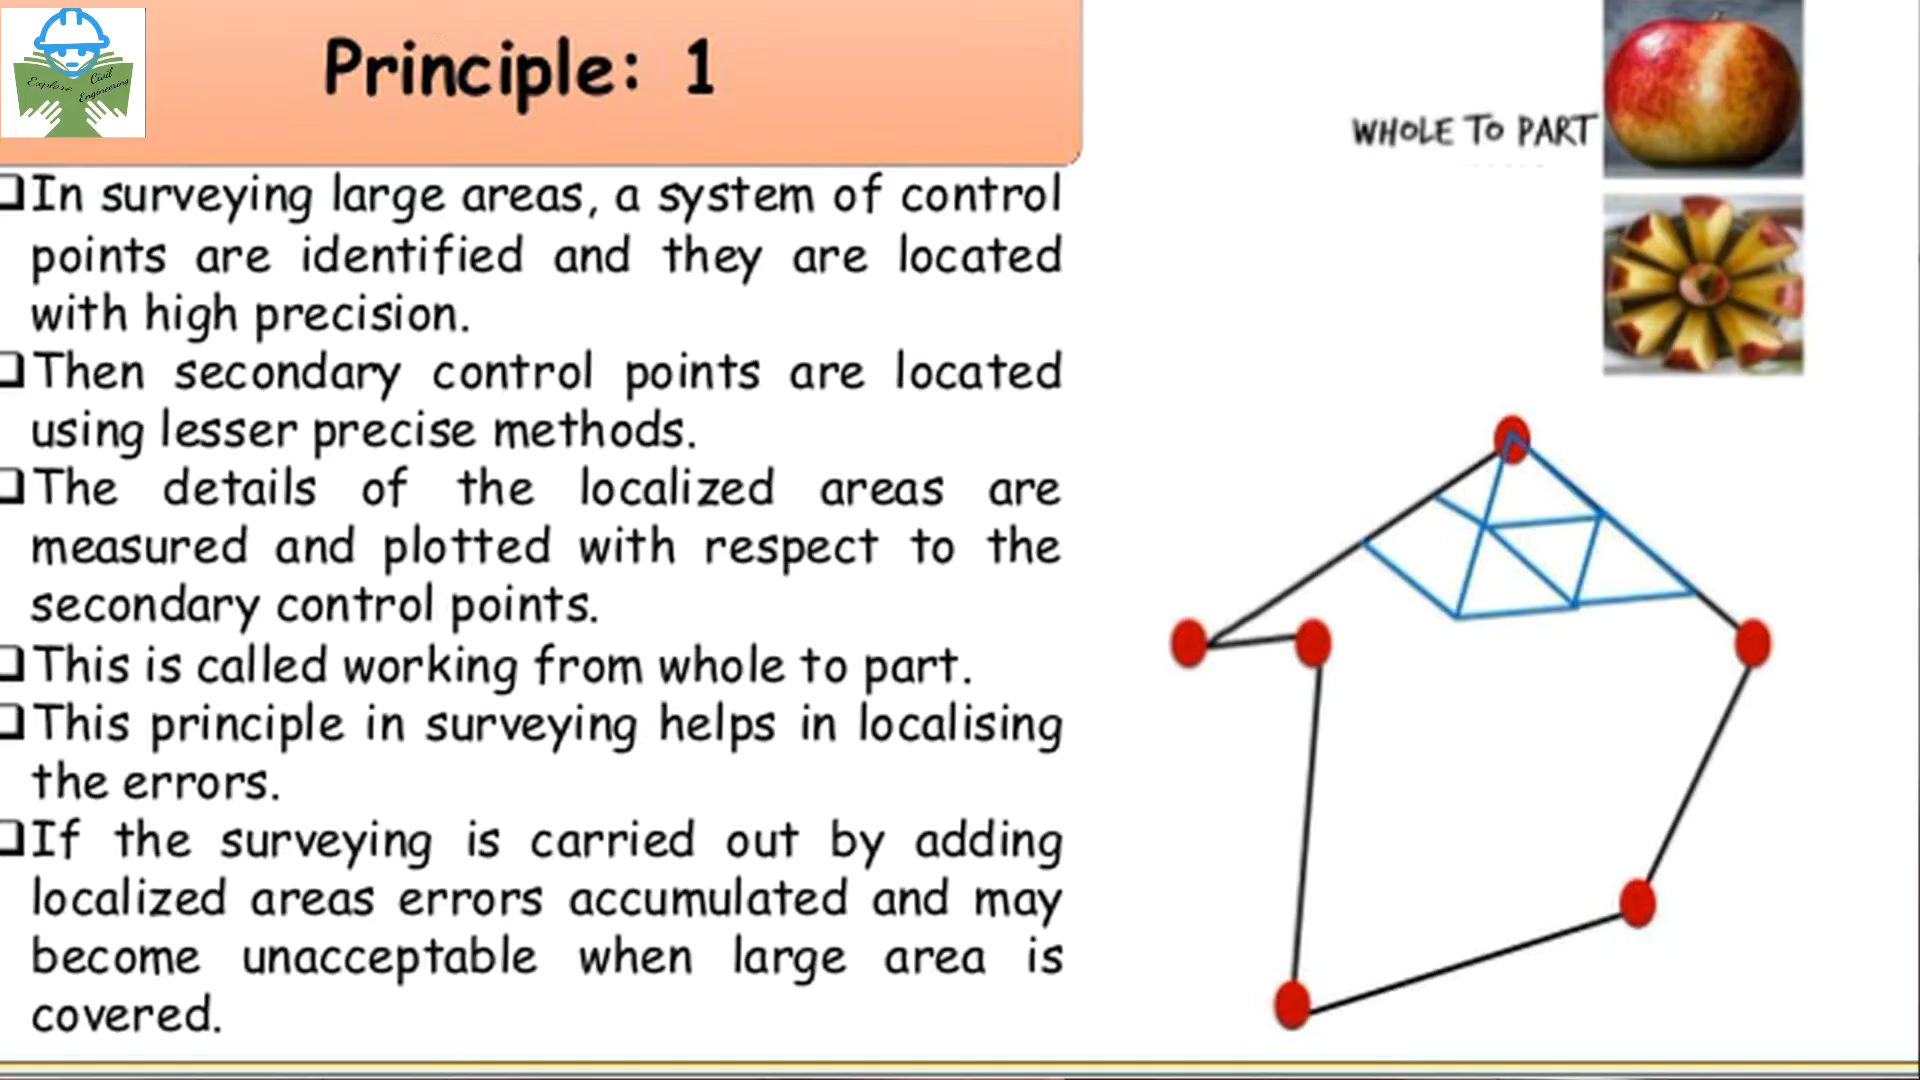 Explore Civil
Engineering
Principle: 1
In surveying large areas, a system of control
points are identified and they are located
with high precision.
Then secondary control points are located
using lesser precise methods.
The details of the localized areas are
measured and plotted with respect to the
secondary control points.
This is called working from whole to part.
This principle in surveying helps in localising
the errors.
If the surveying is carried out by adding
localized areas errors accumulated and may
become unacceptable when large area is
covered.
WHOLE TO PART